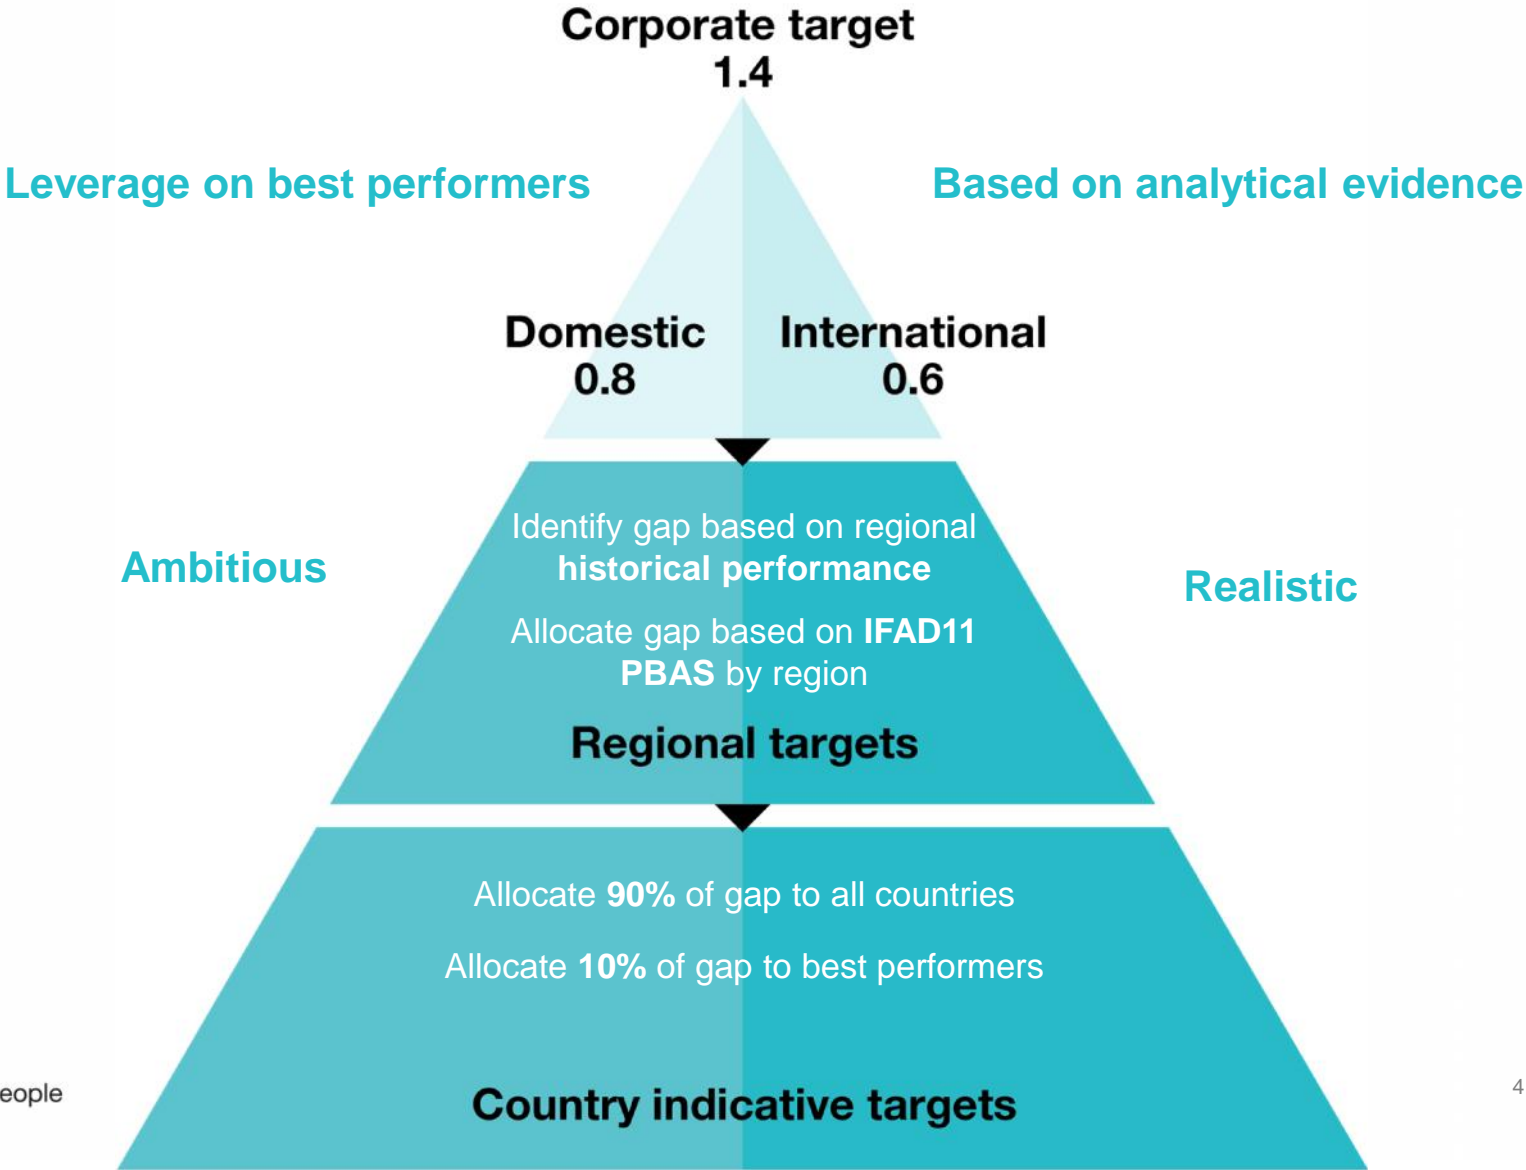 Corporate target
1.4
Leverage on best performers
Based on analytical evidence
Domestic
0.8
International
0.6
Identify gap based on regional
historical performance
Ambitious
Realistic
Allocate gap based on IFAD11
PBAS by region
Regional targets
Allocate 90% of gap to all countries
Allocate 10% of gap to best performers
eople
4
Country indicative targets